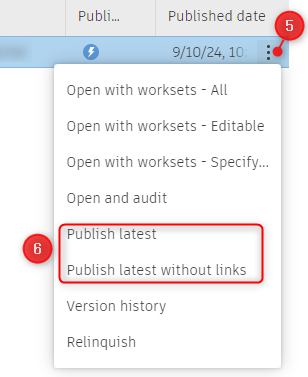 Publi... Published date
5
9/10/24, 10:
Open with worksets - All
Open with worksets - Editable
Open with worksets - Specify...
Open and audit
6
Publish latest
Publish latest without links
Version history
Relinquish